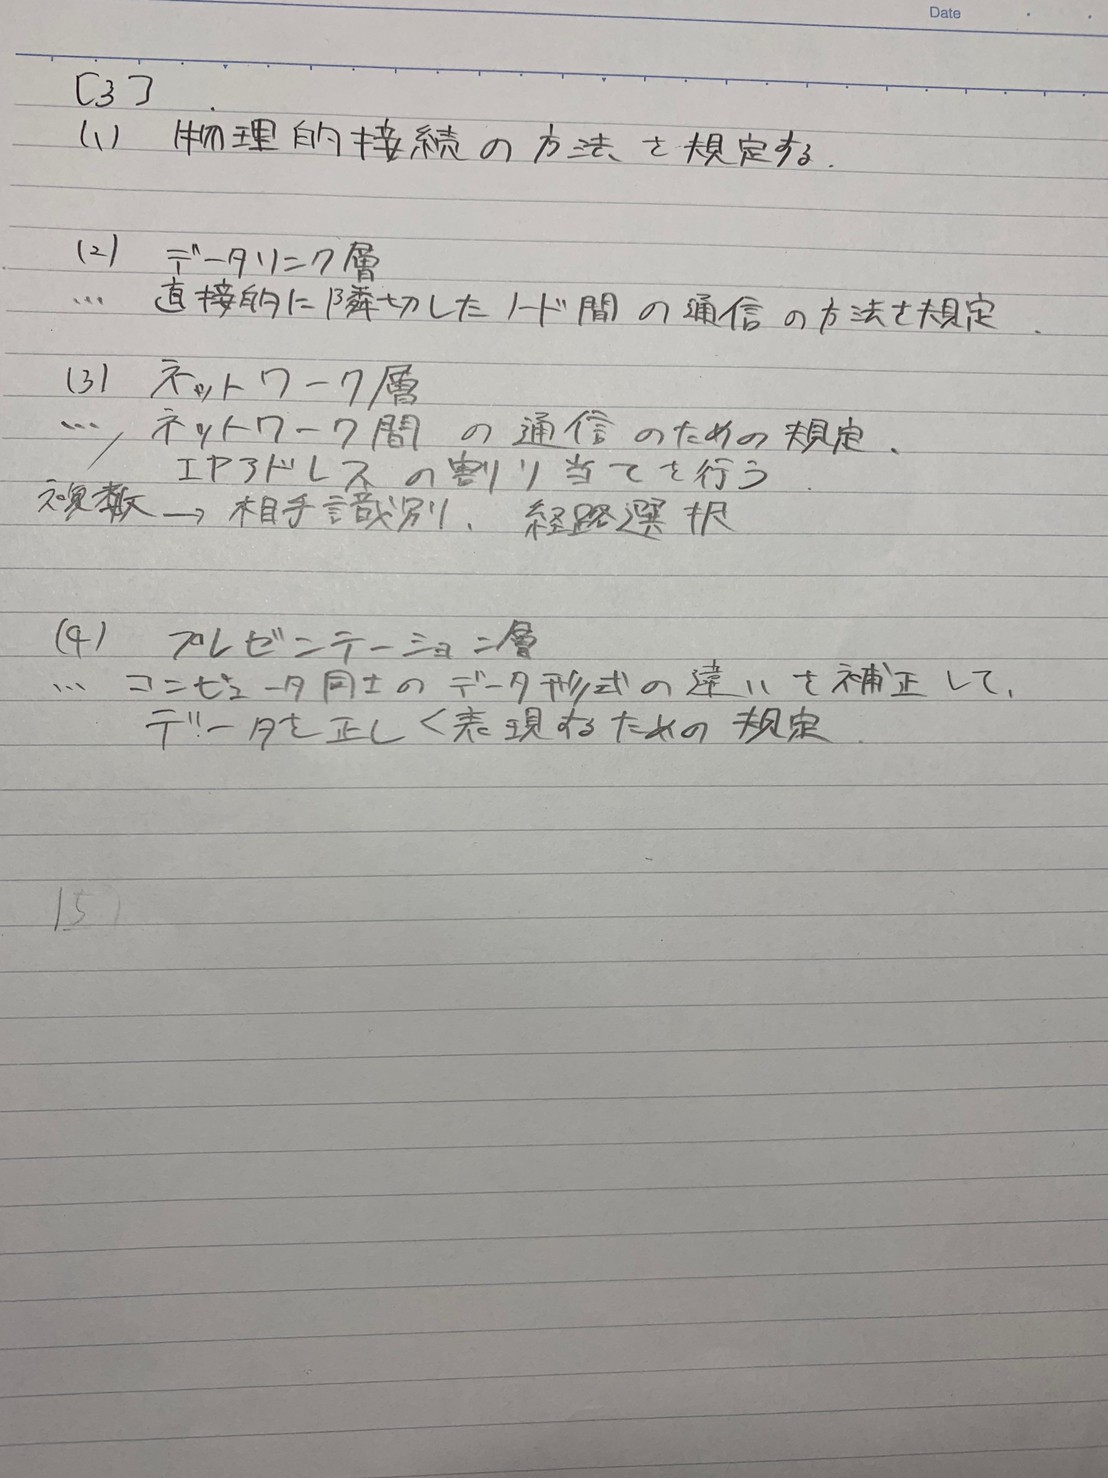 Date
[3]
(1) 物理的接続の方法を規定する.
(2) データリンク層
… 直接的に隣切したノード間の通信の方法を規定.
(3) ネットワーク層
… ネットワーク間の通信のための規定.
アドレスの割り当てを行う
複数→相手識別、経路選択
(4) プレゼンテーション層
… コンピュータ同士のデータ形式の違いを補正して、
データを正しく表現するための規定
(5)